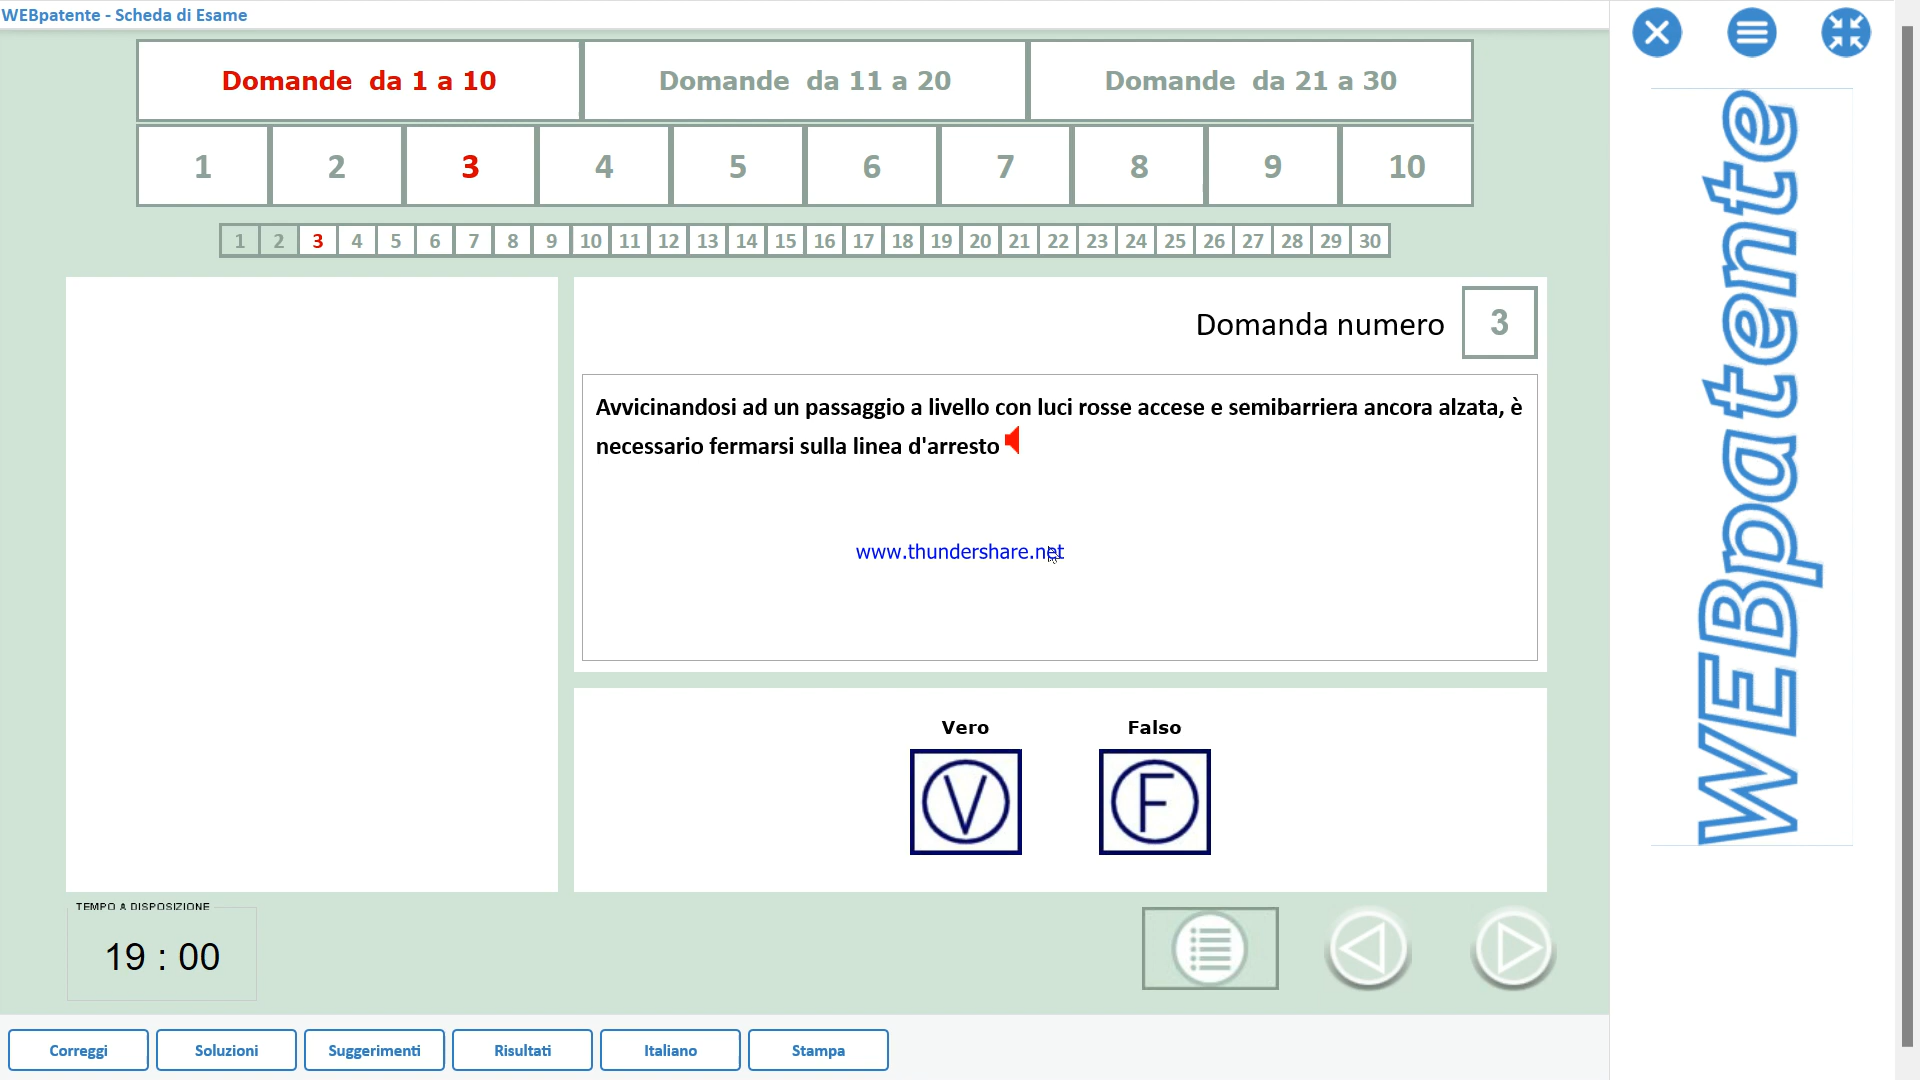 WEBpatente - Scheda di Esame
Domande da 1 a 10
Domande da 11 a 20
Domande da 21 a 30
1 2 3 4 5 6 7 8 9 10
1 2 3 4 5 6 7 8 9 10 11 12 13 14 15 16 17 18 19 20 21 22 23 24 25 26 27 28 29 30
Domanda numero 3
Avvicinandosi ad un passaggio a livello con luci rosse accese e semibarriera ancora alzata, è
necessario fermarsi sulla linea d'arresto
www.thundershare.net
Vero Falso
V F
TEMPO A DISPOSIZIONE
19 : 00
Correggi Soluzioni Suggerimenti Risultati Italiano Stampa
WEBpatente